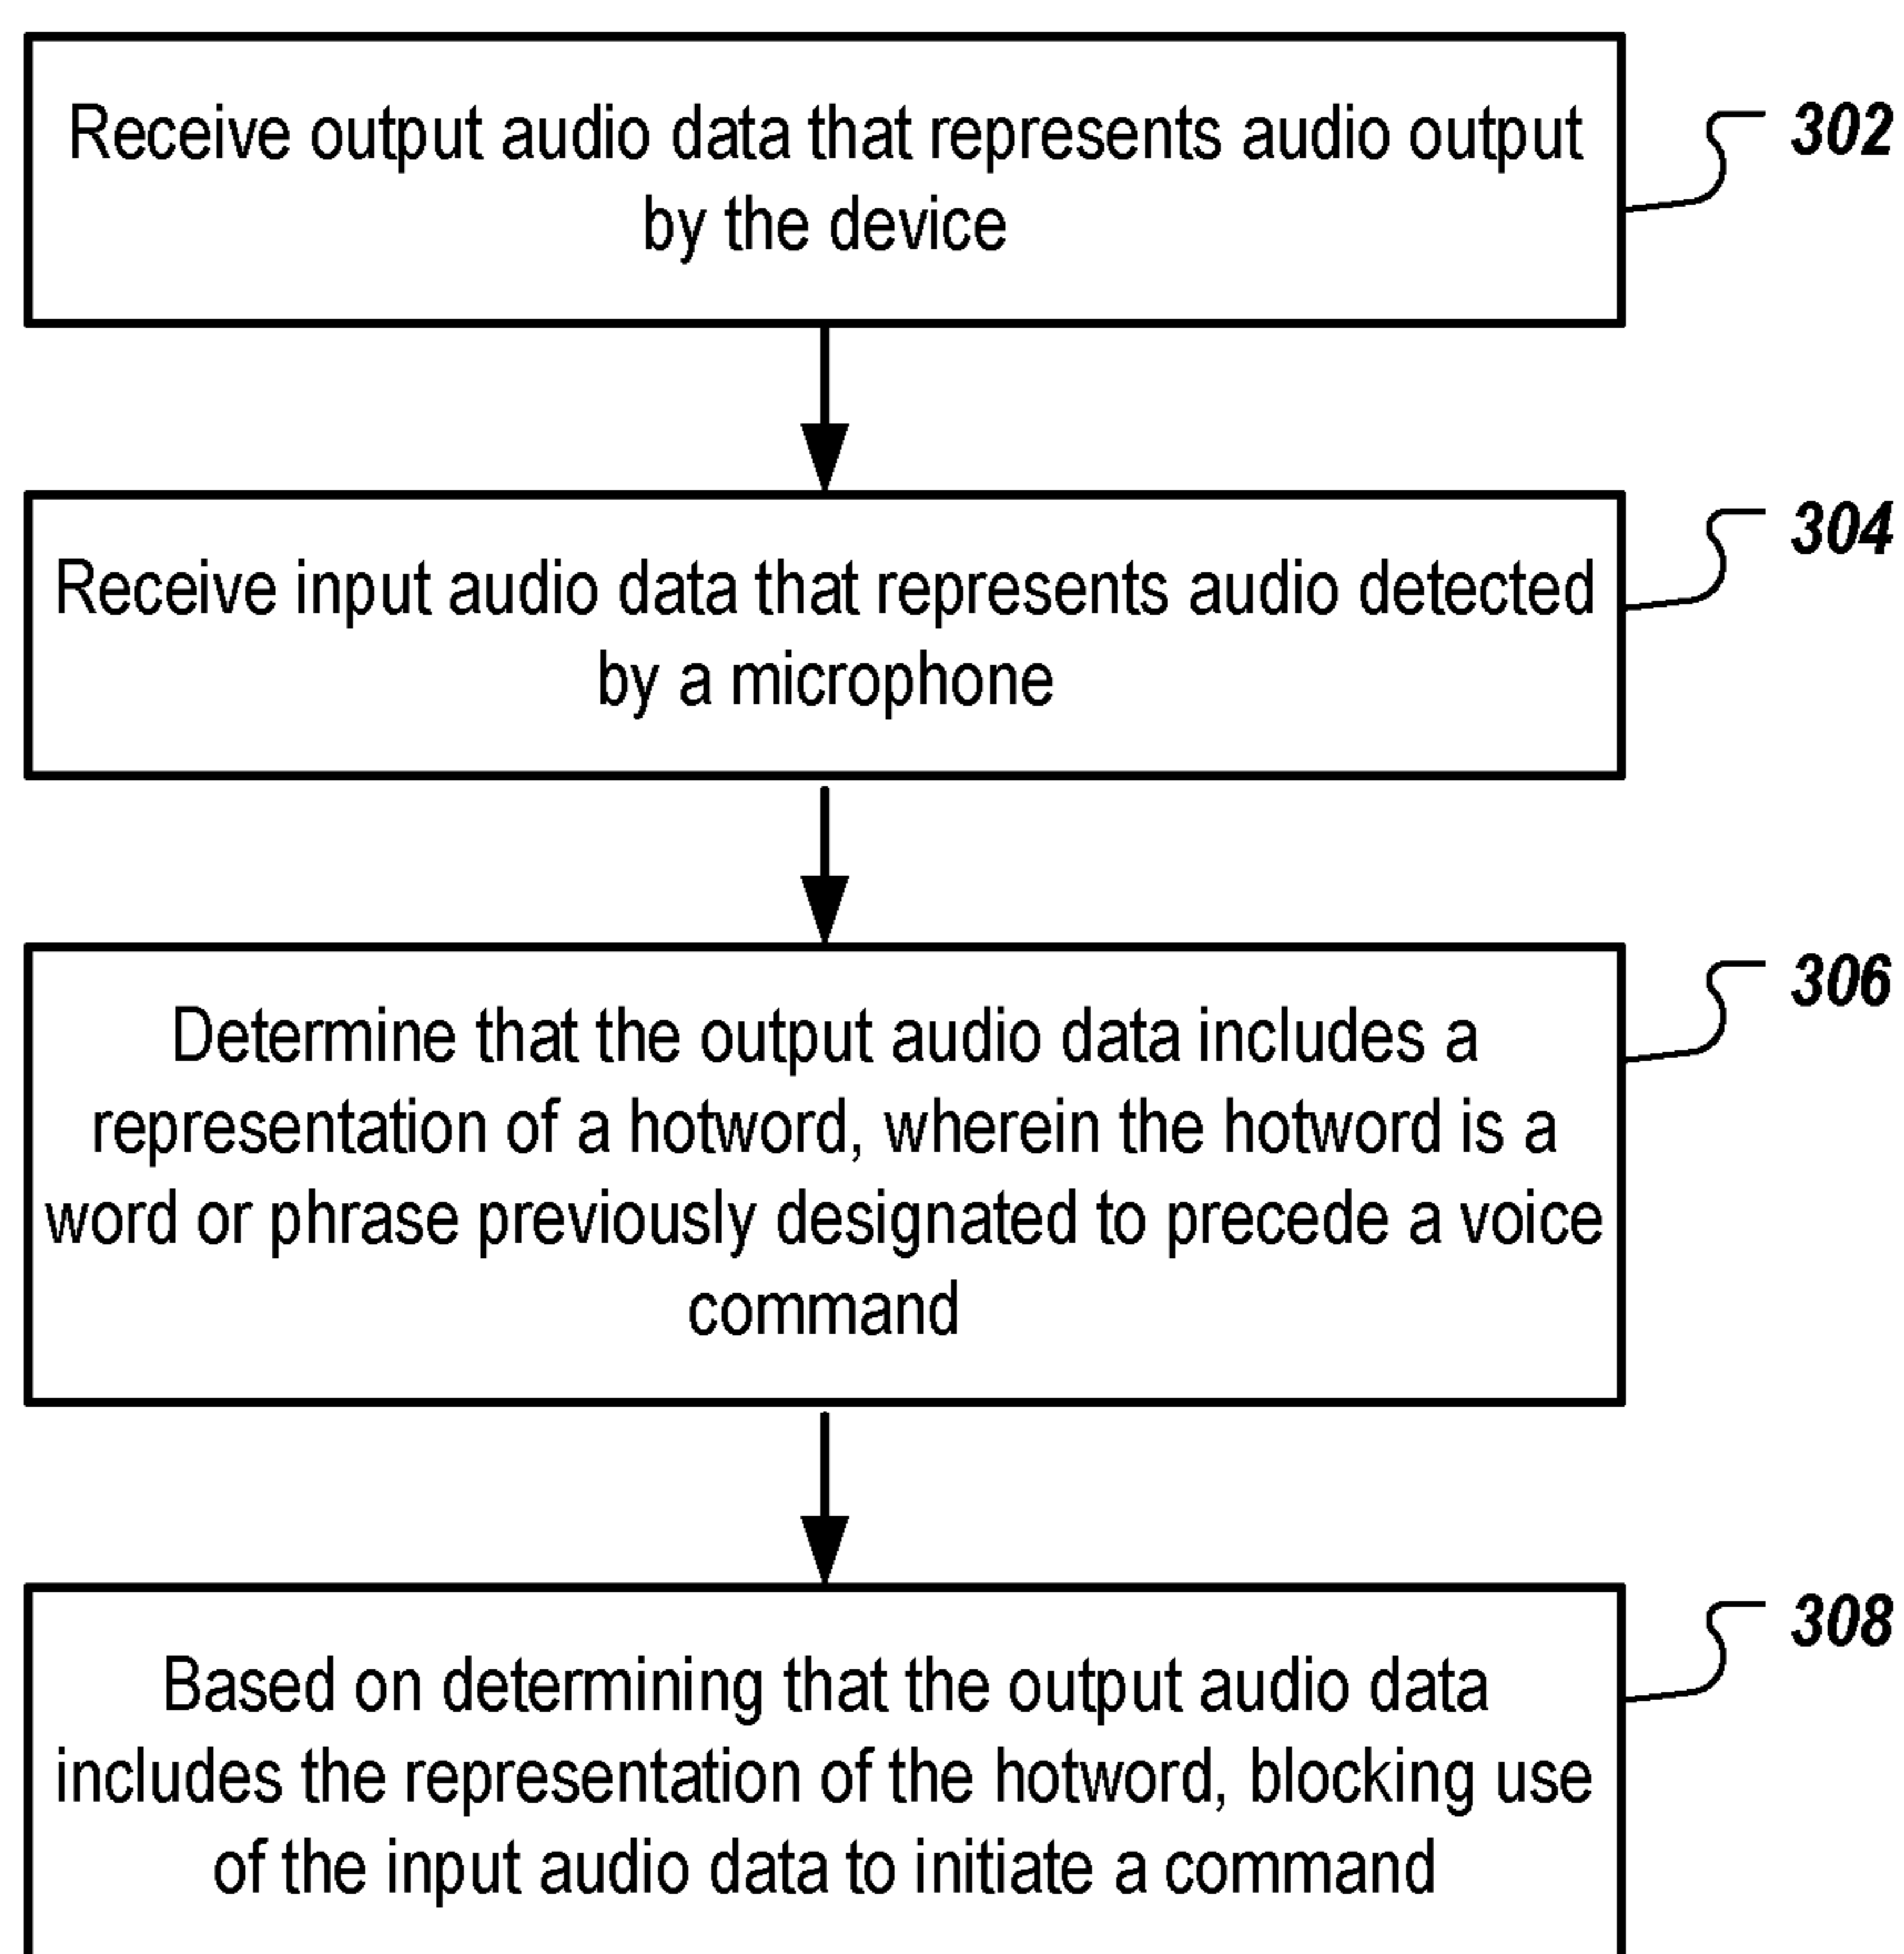 Receive output audio data that represents audio output
by the device
302
Receive input audio data that represents audio detected
by a microphone
304
Determine that the output audio data includes a
representation of a hotword, wherein the hotword is a
word or phrase previously designated to precede a voice
command
306
Based on determining that the output audio data
includes the representation of the hotword, blocking use
of the input audio data to initiate a command
308